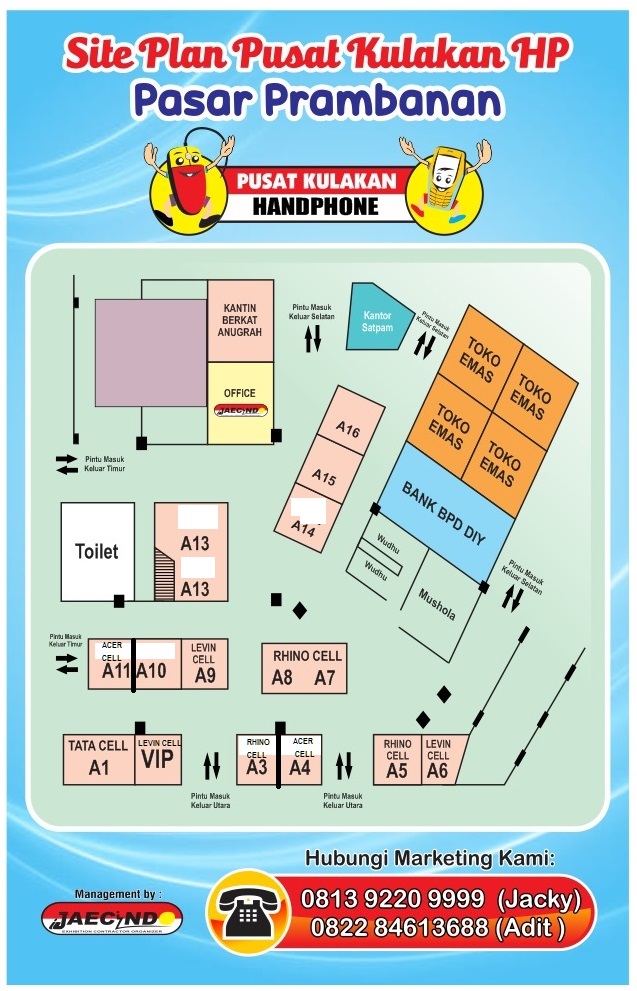 Site Plan Pusat Kulakan HP
Pasar Prambanan
PUSAT KULAKAN
HANDPHONE
KANTIN
BERKAT
ANUGRAH
OFFICE
JAECIND
Pintu Masuk
Keluar Selatan
Kantor
Satpam
Pintu Masuk
Keluar Selatan
TOKO
EMAS
TOKO
EMAS
TOKO
EMAS
TOKO
EMAS
BANK BPD DIY
A16
A15
A14
Pintu Masuk
Keluar Timur
Toilet
A13
A13
Wudhu
Wudhu
Mushola
Pintu Masuk
Keluar Selatan
Pintu Masuk
Keluar Timur
ACER
CELL
A11
A10
LEVIN
CELL
A9
RHINO CELL
A8 A7
TATA CELL
A1
LEVIN CELL
VIP
Pintu Masuk
Keluar Utara
RHINO
CELL
A3
ACER
CELL
A4
Pintu Masuk
Keluar Utara
RHINO
CELL
A5
LEVIN
CELL
A6
Hubungi Marketing Kami:
0813 9220 9999 (Jacky)
0822 84613688 (Adit )
Management by :
JAECIND
EXHIBITION CONTRACTOR ORGANIZER